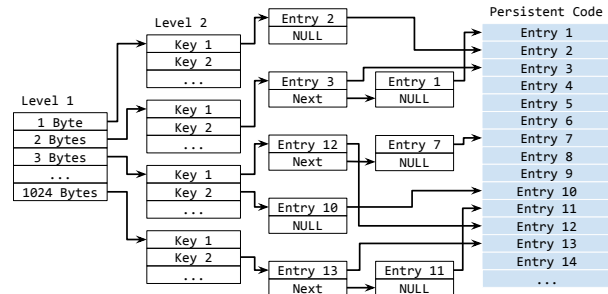 Level 1
1 Byte
2 Bytes
3 Bytes
...
1024 Bytes
Level 2
Key 1
Key 2
...
Key 1
Key 2
...
Key 1
Key 2
...
Key 1
Key 2
...
Entry 2
NULL
Entry 3
Next
Entry 1
NULL
Entry 12
Next
Entry 7
NULL
Entry 10
NULL
Entry 13
Next
Entry 11
NULL
Persistent Code
Entry 1
Entry 2
Entry 3
Entry 4
Entry 5
Entry 6
Entry 7
Entry 8
Entry 9
Entry 10
Entry 11
Entry 12
Entry 13
Entry 14
...